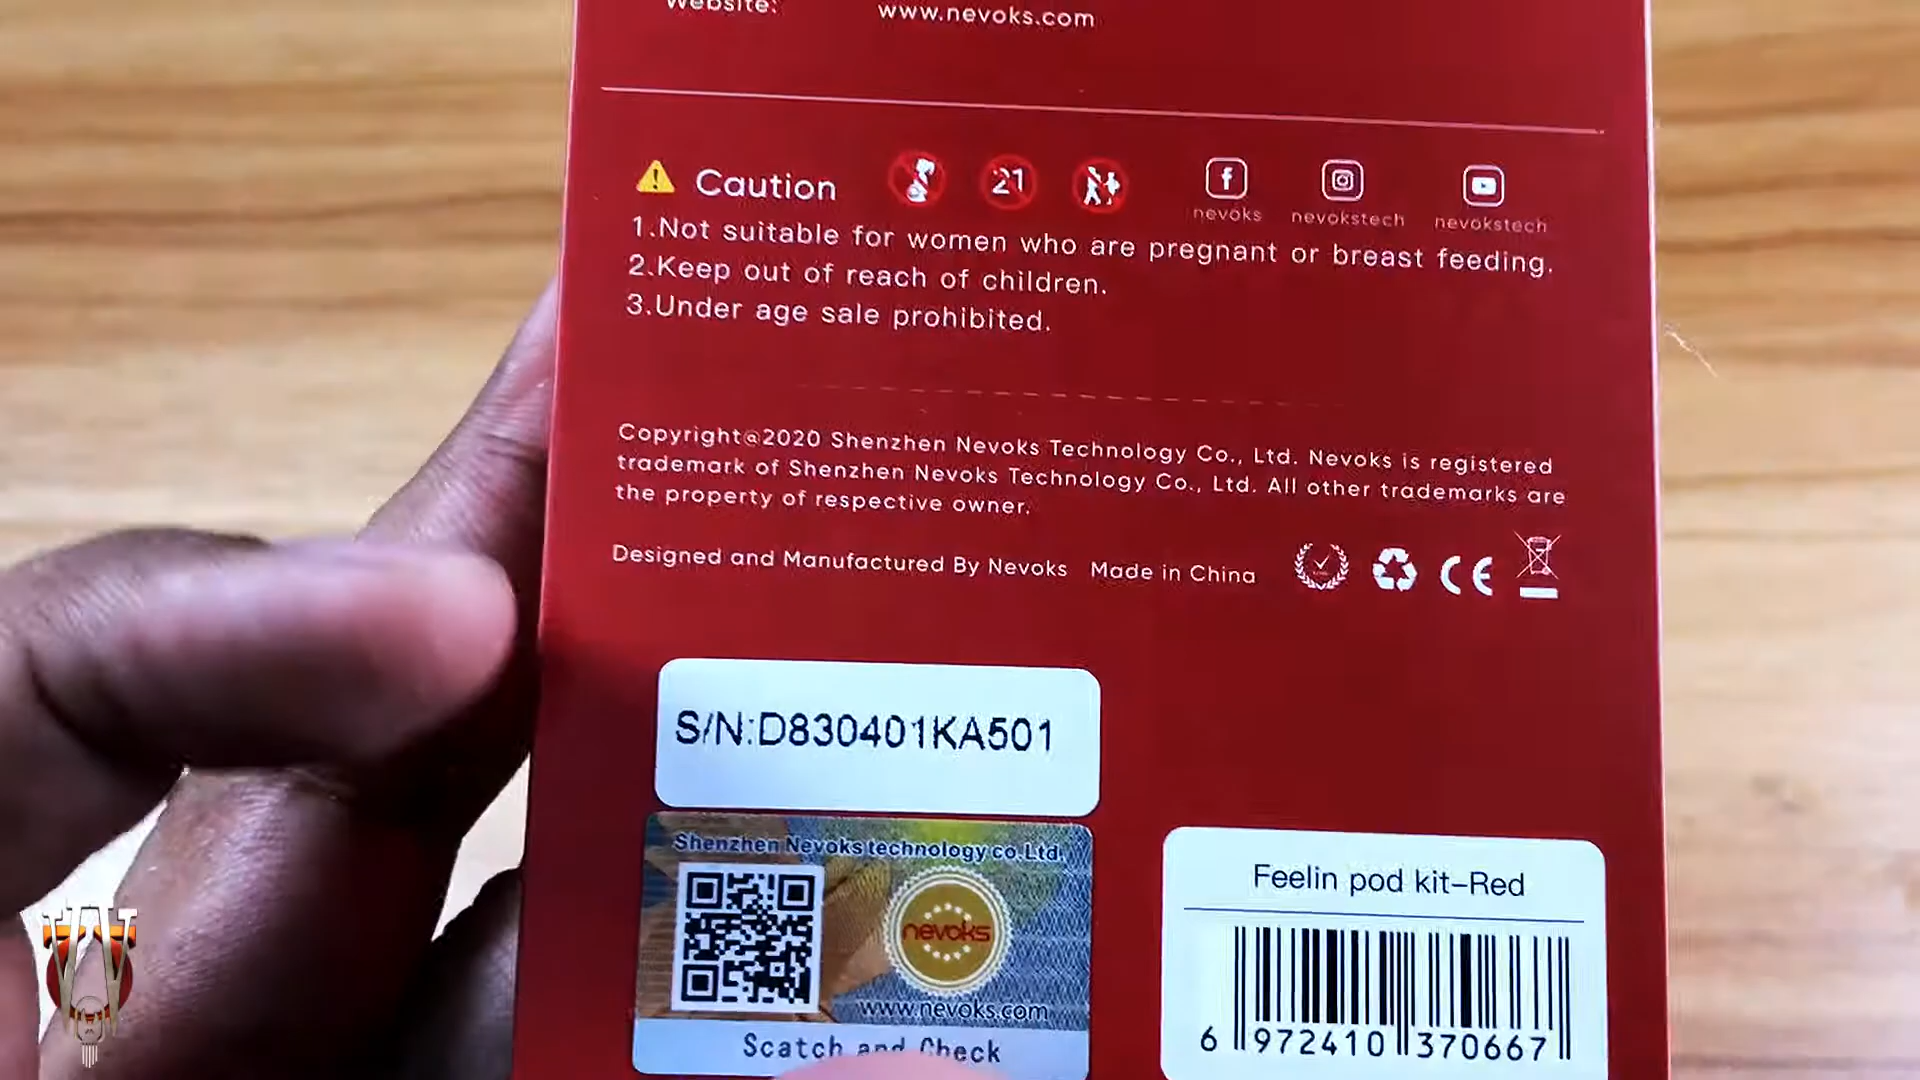 Website: www.nevoks.com
Caution
21
nevoks nevokstech nevokstech
1.Not suitable for women who are pregnant or breast feeding.
2.Keep out of reach of children.
3.Under age sale prohibited.
Copyright@2020 Shenzhen Nevoks Technology Co., Ltd. Nevoks is registered
trademark of Shenzhen Nevoks Technology Co., Ltd. All other trademarks are
the property of respective owner.
Designed and Manufactured By Nevoks Made in China
CE
S/N:D830401KA501
Shenzhen Nevoks technology co.Ltd.
nevoks
www.nevoks.com
Scatch and Check
Feelin pod kit-Red
6 972410 370667